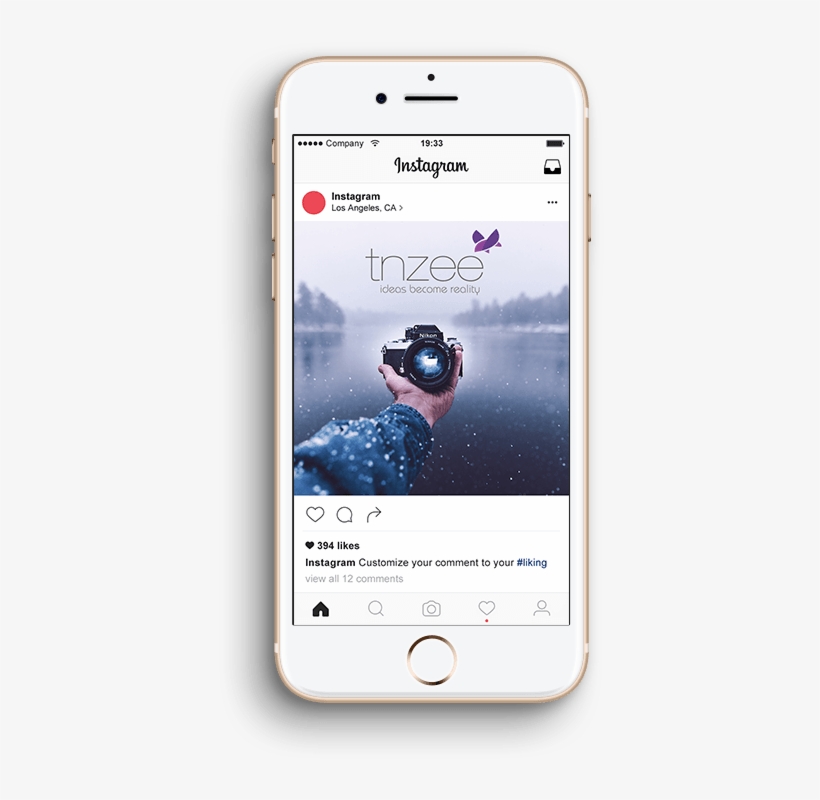 Company 19:33
Instagram
Instagram
Los Angeles, CA >
tnzee
ideas become reality
Nikon
394 likes
Instagram Customize your comment to your #liking
view all 12 comments